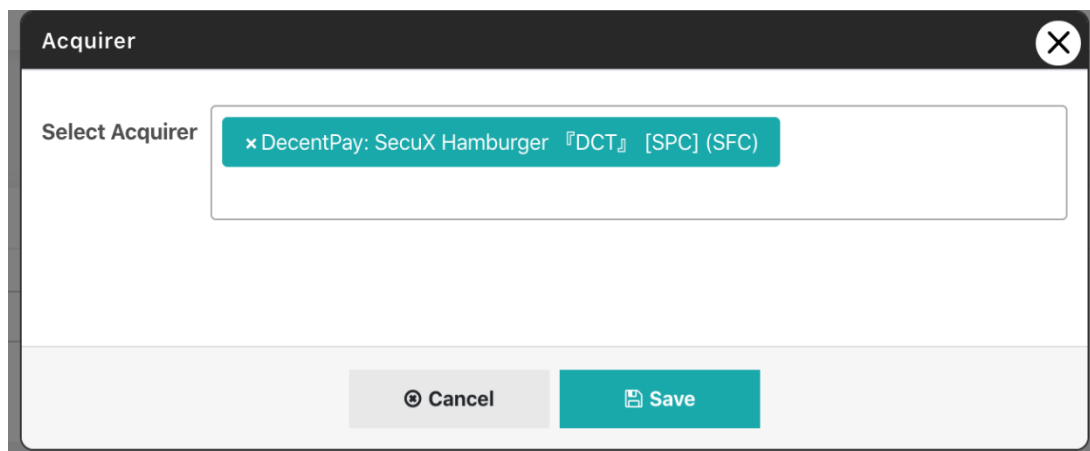 Acquirer
Select Acquirer
×DecentPay: SecuX Hamburger 『DCT』 [SPC] (SFC)
Cancel
Save